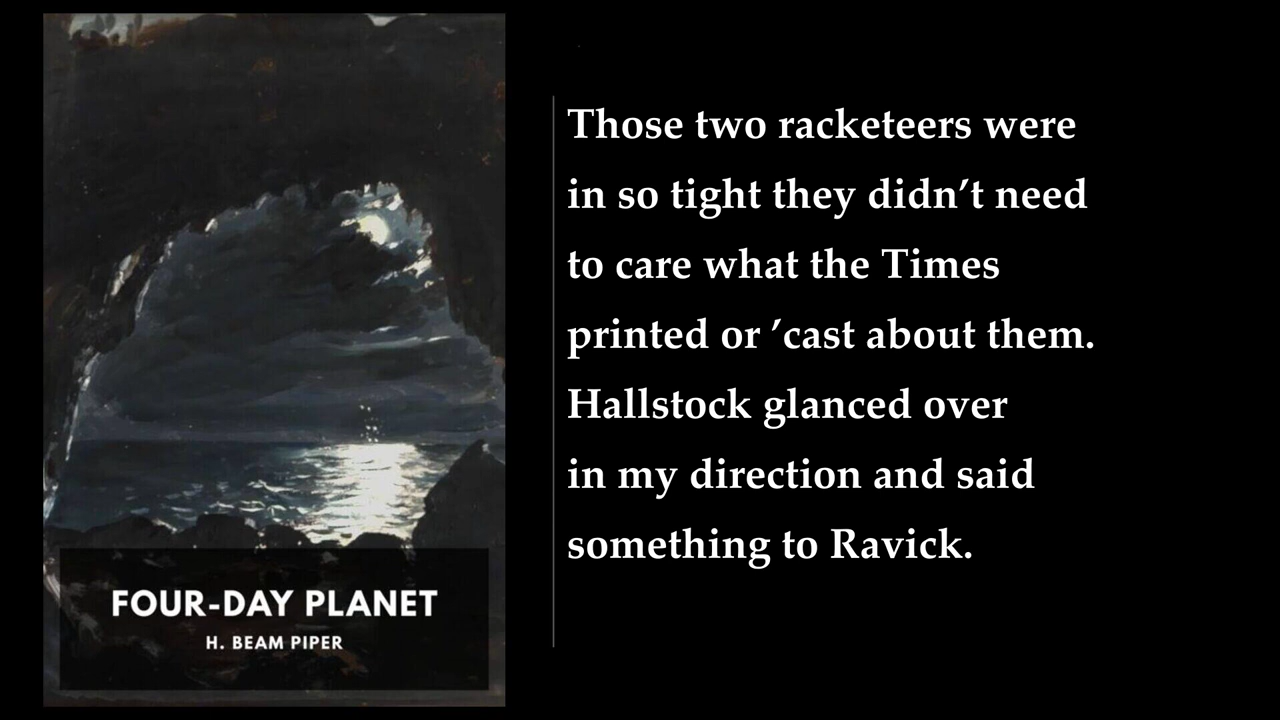 Those two racketeers were
in so tight they didn’t need
to care what the Times
printed or ’cast about them.
Hallstock glanced over
in my direction and said
something to Ravick.
FOUR-DAY PLANET
H. BEAM PIPER